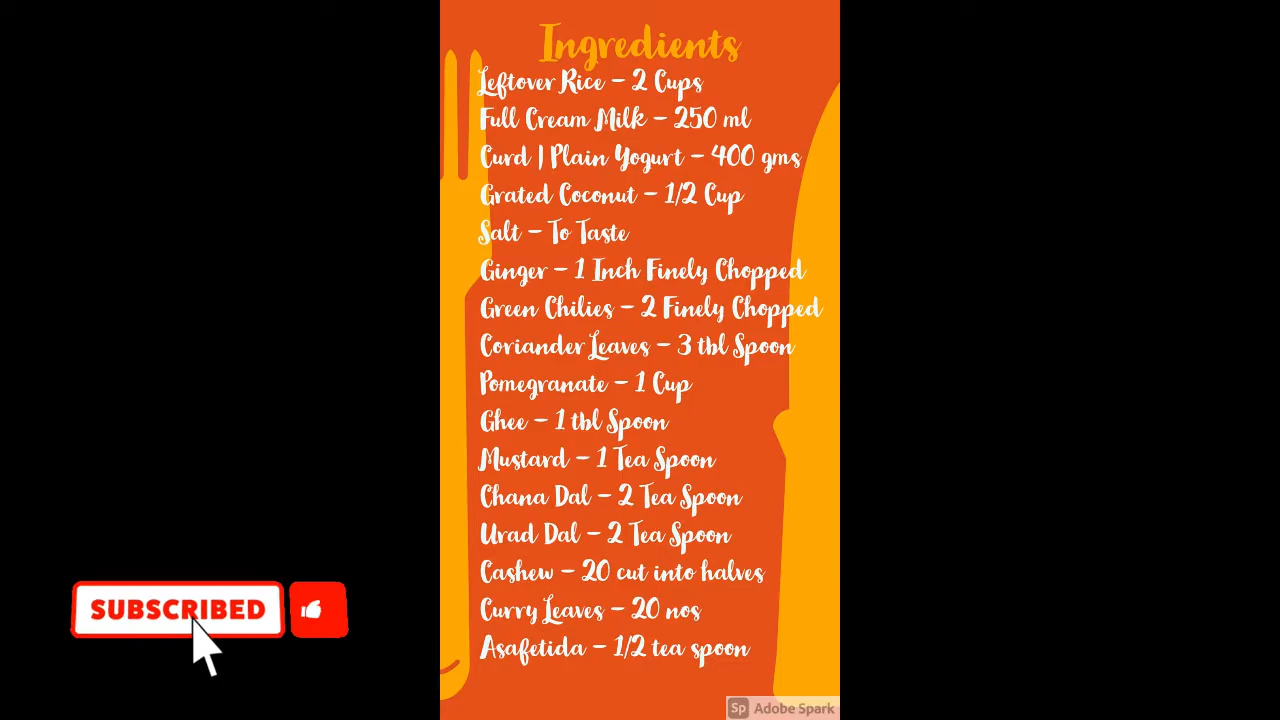 Ingredients
Leftover Rice - 2 Cups
Full Cream Milk - 250 ml
Curd | Plain Yogurt - 400 gms
Grated Coconut - 1/2 Cup
Salt - To Taste
Ginger - 1 Inch Finely Chopped
Green Chilies - 2 Finely Chopped
Coriander Leaves - 3 tbl Spoon
Pomegranate - 1 Cup
Ghee - 1 tbl Spoon
Mustard - 1 Tea Spoon
Chana Dal - 2 Tea Spoon
Urad Dal - 2 Tea Spoon
Cashew - 20 cut into halves
Curry Leaves - 20 nos
Asafetida - 1/2 tea spoon
SUBSCRIBED
Sp Adobe Spark